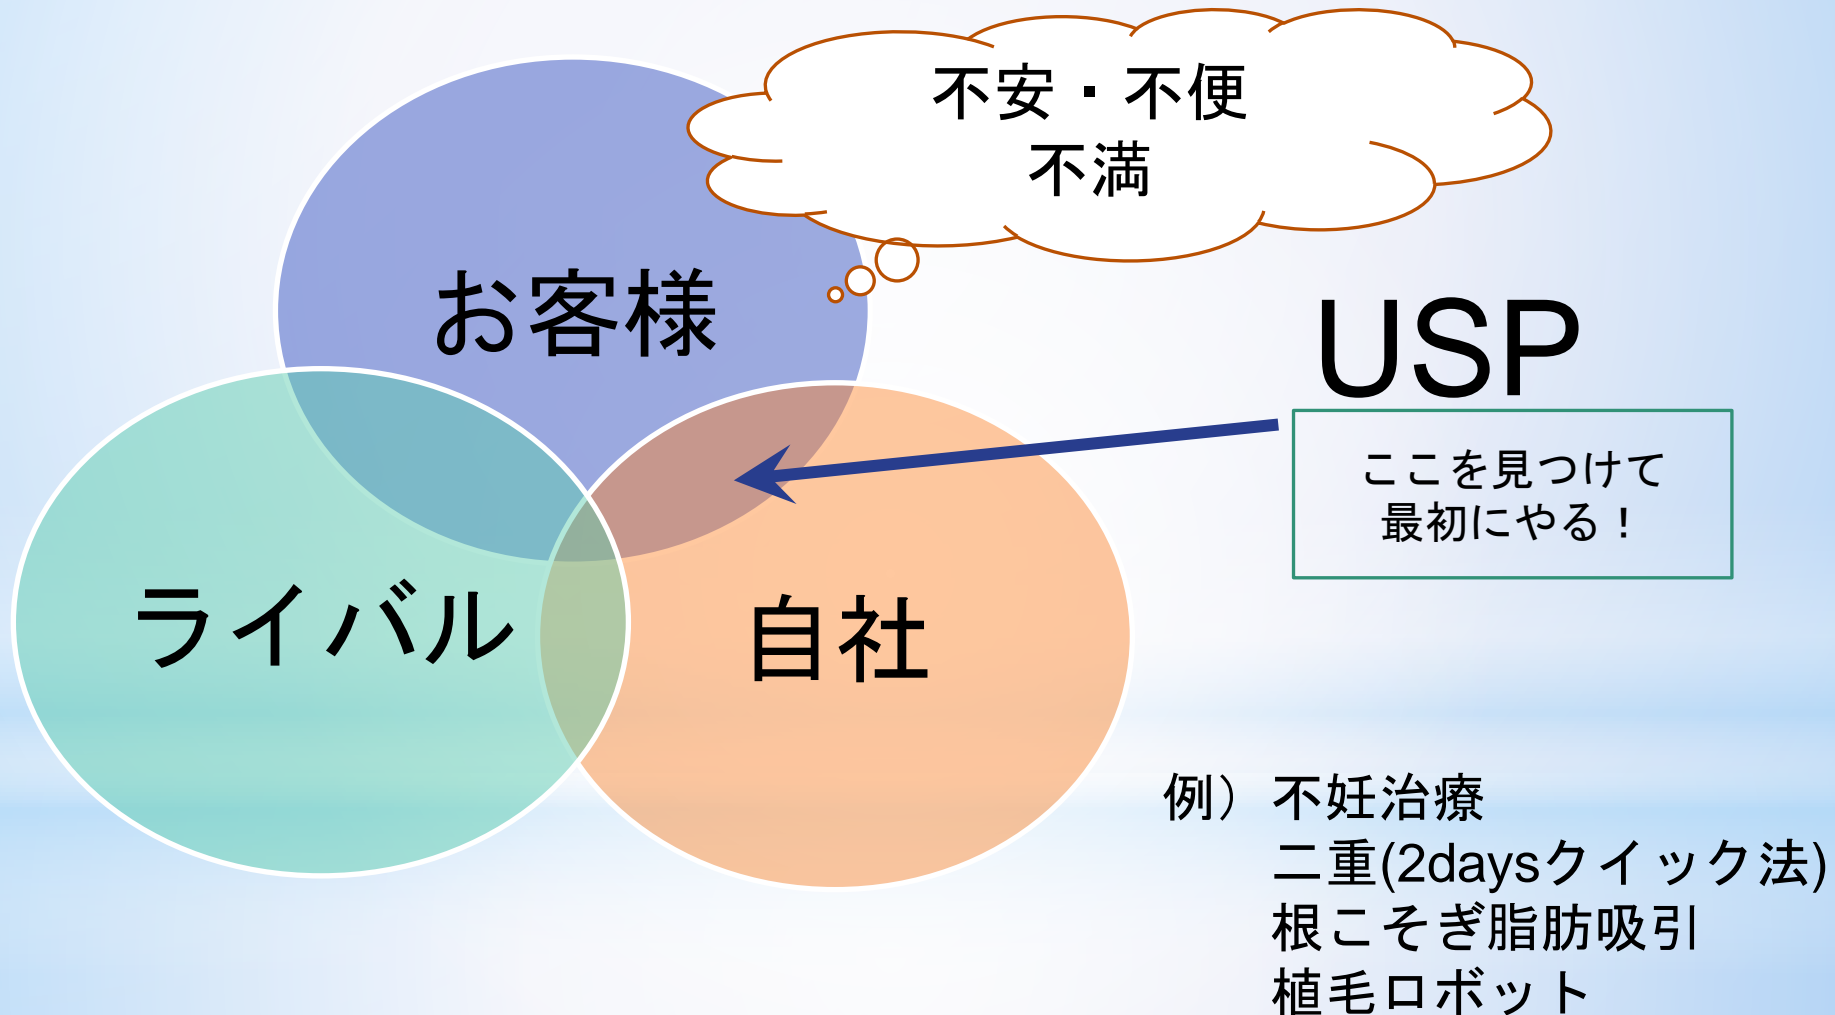 不安・不便
不満
お客様
USP
ここを見つけて
最初にやる！
ライバル
自社
例）不妊治療
二重(2daysクイック法)
根こそぎ脂肪吸引
植毛ロボット